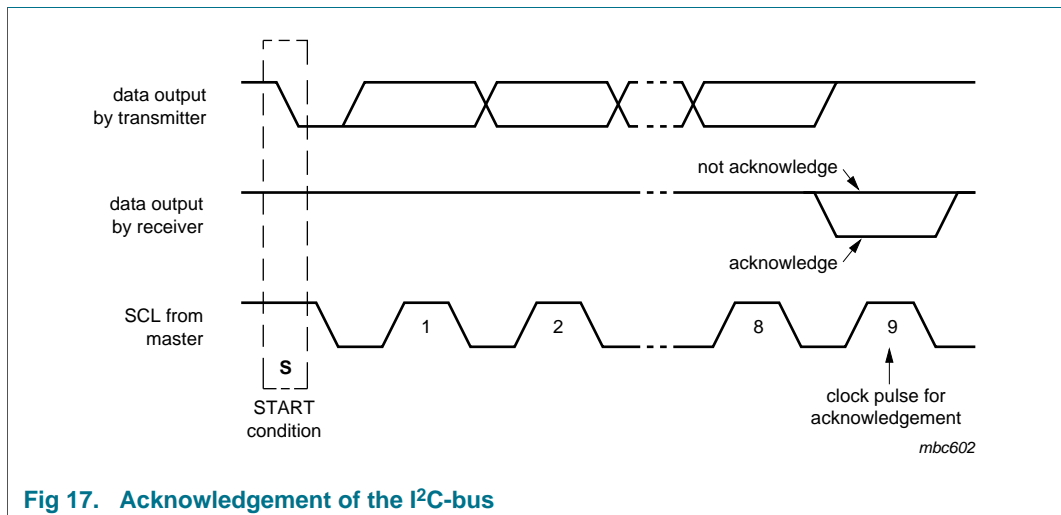 data output
by transmitter
not acknowledge
data output
by receiver
acknowledge
SCL from
master
1
2
8
9
S
START
condition
clock pulse for
acknowledgement
mbc602
Fig 17. Acknowledgement of the I²C-bus